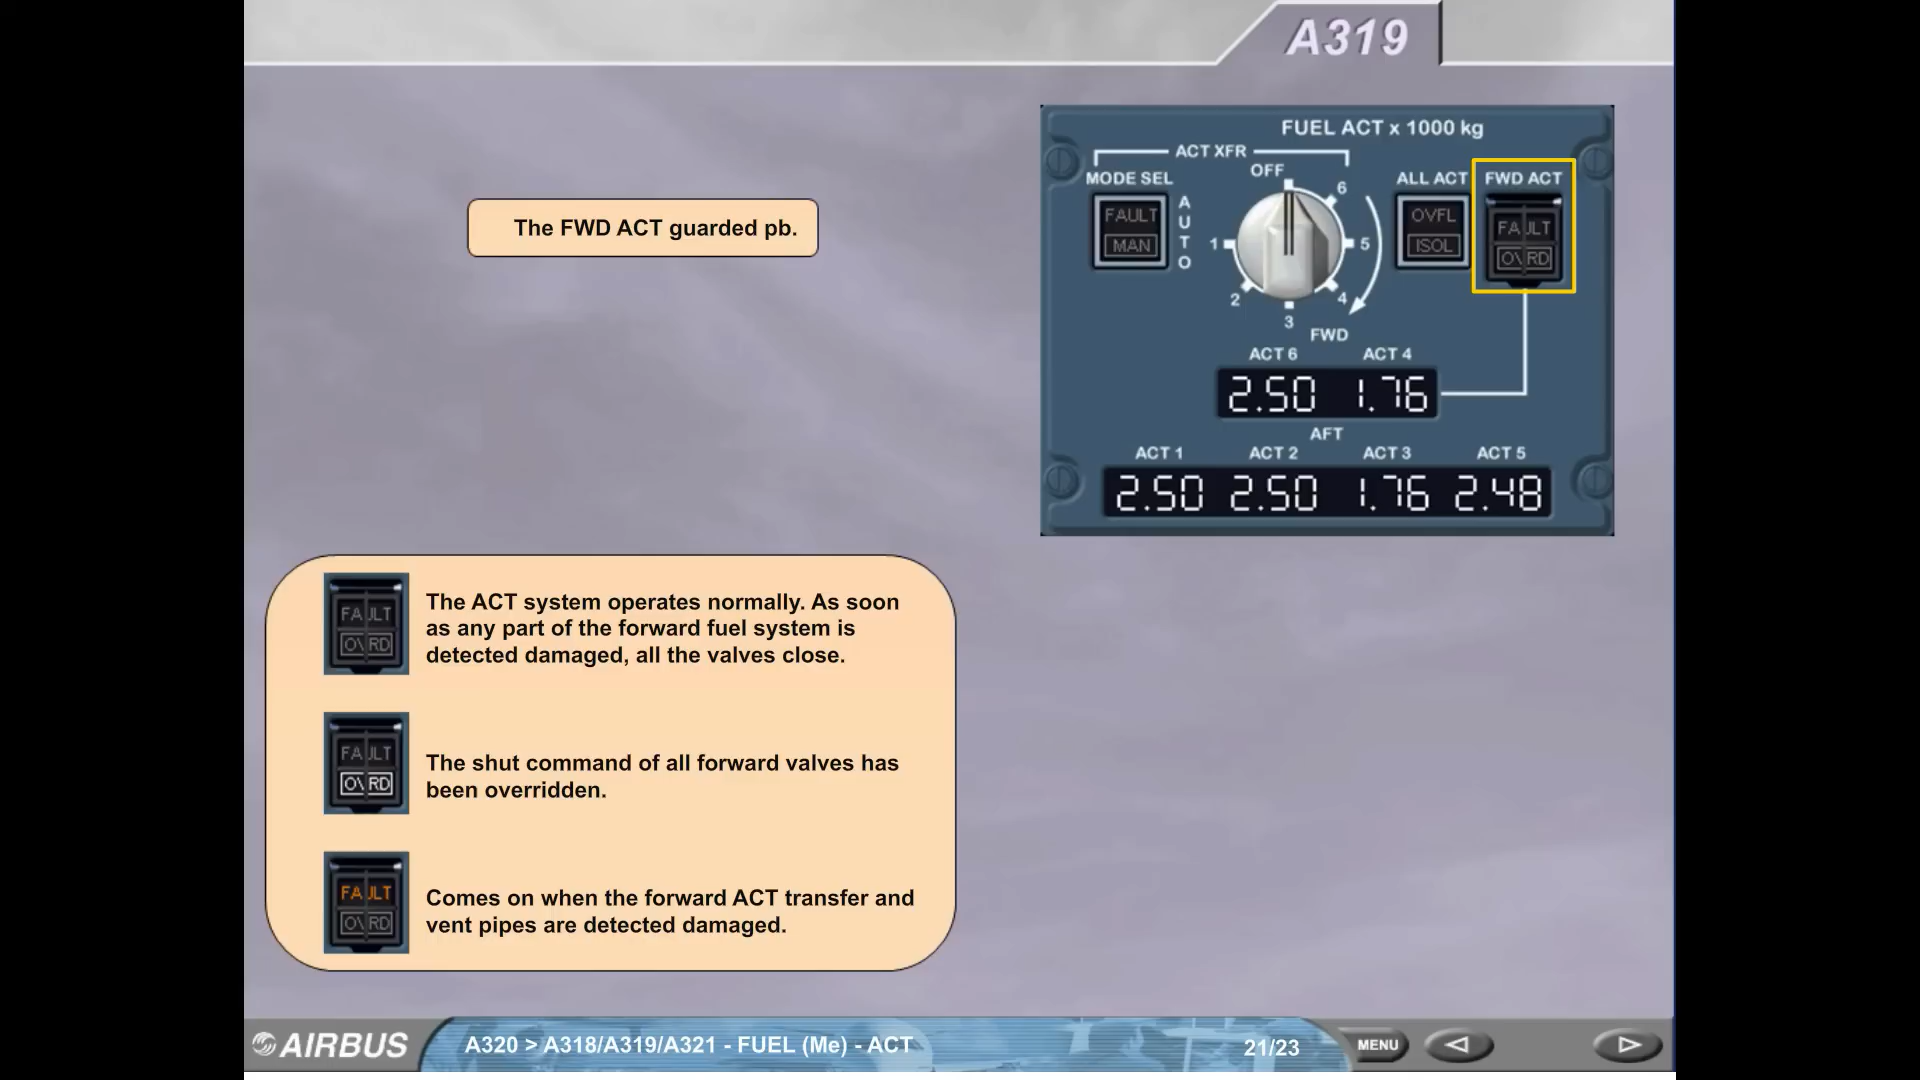 A319
The FWD ACT guarded pb.
FUEL ACT x 1000 kg
ACT XFR
MODE SEL
OFF
ALL ACT
FWD ACT
FAULT
MAN
AUTO
1
2
3
4
5
6
OVFL
ISOL
FAULT
OVRD
FWD
ACT 6
ACT 4
2.50
1.76
AFT
ACT 1
ACT 2
ACT 3
ACT 5
2.50
2.50
1.76
2.48
FAULT
OVRD
The ACT system operates normally. As soon
as any part of the forward fuel system is
detected damaged, all the valves close.
FAULT
OVRD
The shut command of all forward valves has
been overridden.
FAULT
OVRD
Comes on when the forward ACT transfer and
vent pipes are detected damaged.
AIRBUS
A320 > A318/A319/A321 - FUEL (Me) - ACT
21/23
MENU